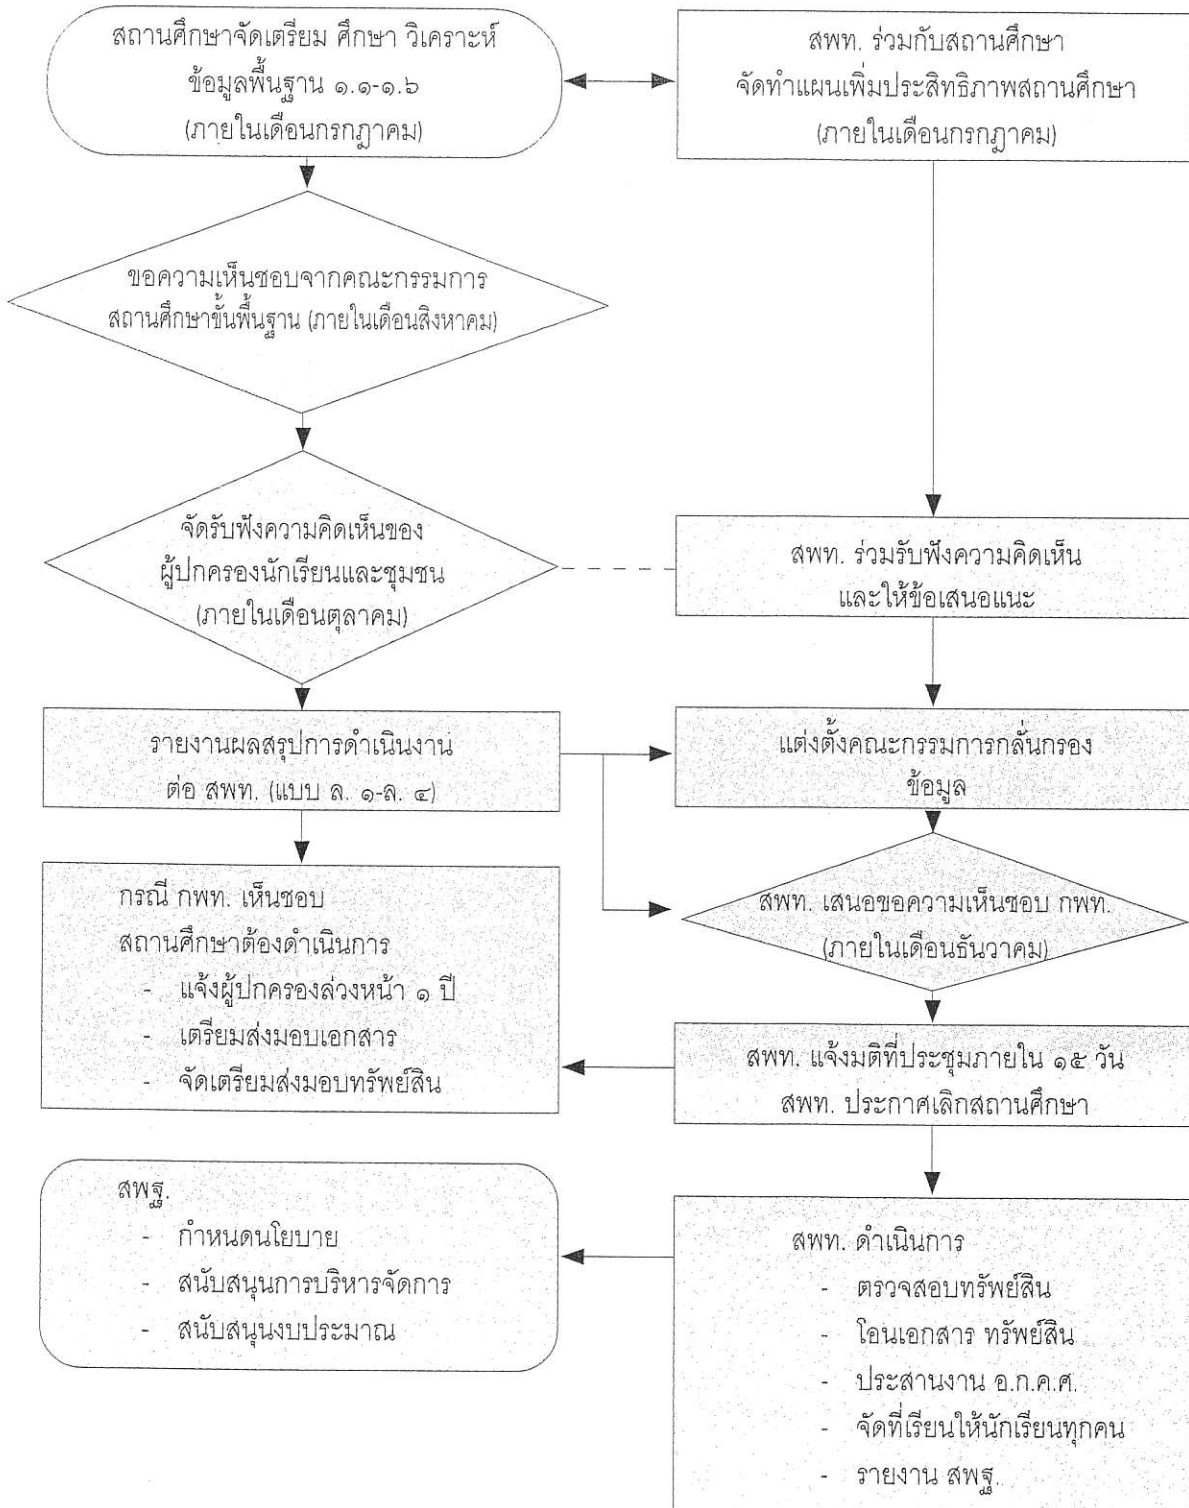 สถานศึกษาจัดเตรียม ศึกษา วิเคราะห์
ข้อมูลพื้นฐาน ๑.๑-๑.๖
(ภายในเดือนกรกฎาคม)
สพท. ร่วมกับสถานศึกษา
จัดทำแผนเพิ่มประสิทธิภาพสถานศึกษา
(ภายในเดือนกรกฎาคม)
ขอความเห็นชอบจากคณะกรรมการ
สถานศึกษาขั้นพื้นฐาน (ภายในเดือนสิงหาคม)
จัดรับฟังความคิดเห็นของ
ผู้ปกครองนักเรียนและชุมชน
(ภายในเดือนตุลาคม)
สพท. ร่วมรับฟังความคิดเห็น
และให้ข้อเสนอแนะ
รายงานผลสรุปการดำเนินงาน
ต่อ สพท. (แบบ ล. ๑-ล. ๔)
แต่งตั้งคณะกรรมการกลั่นกรอง
ข้อมูล
กรณี กพท. เห็นชอบ
สถานศึกษาต้องดำเนินการ
- แจ้งผู้ปกครองล่วงหน้า ๑ ปี
- เตรียมส่งมอบเอกสาร
- จัดเตรียมส่งมอบทรัพย์สิน
สพท. เสนอขอความเห็นชอบ กพท.
(ภายในเดือนธันวาคม)
สพท. แจ้งมติที่ประชุมภายใน ๑๕ วัน
สพท. ประกาศเลิกสถานศึกษา
สพฐ.
- กำหนดนโยบาย
- สนับสนุนการบริหารจัดการ
- สนับสนุนงบประมาณ
สพท. ดำเนินการ
- ตรวจสอบทรัพย์สิน
- โอนเอกสาร ทรัพย์สิน
- ประสานงาน อ.ก.ค.ศ.
- จัดที่เรียนให้นักเรียนทุกคน
- รายงาน สพฐ.